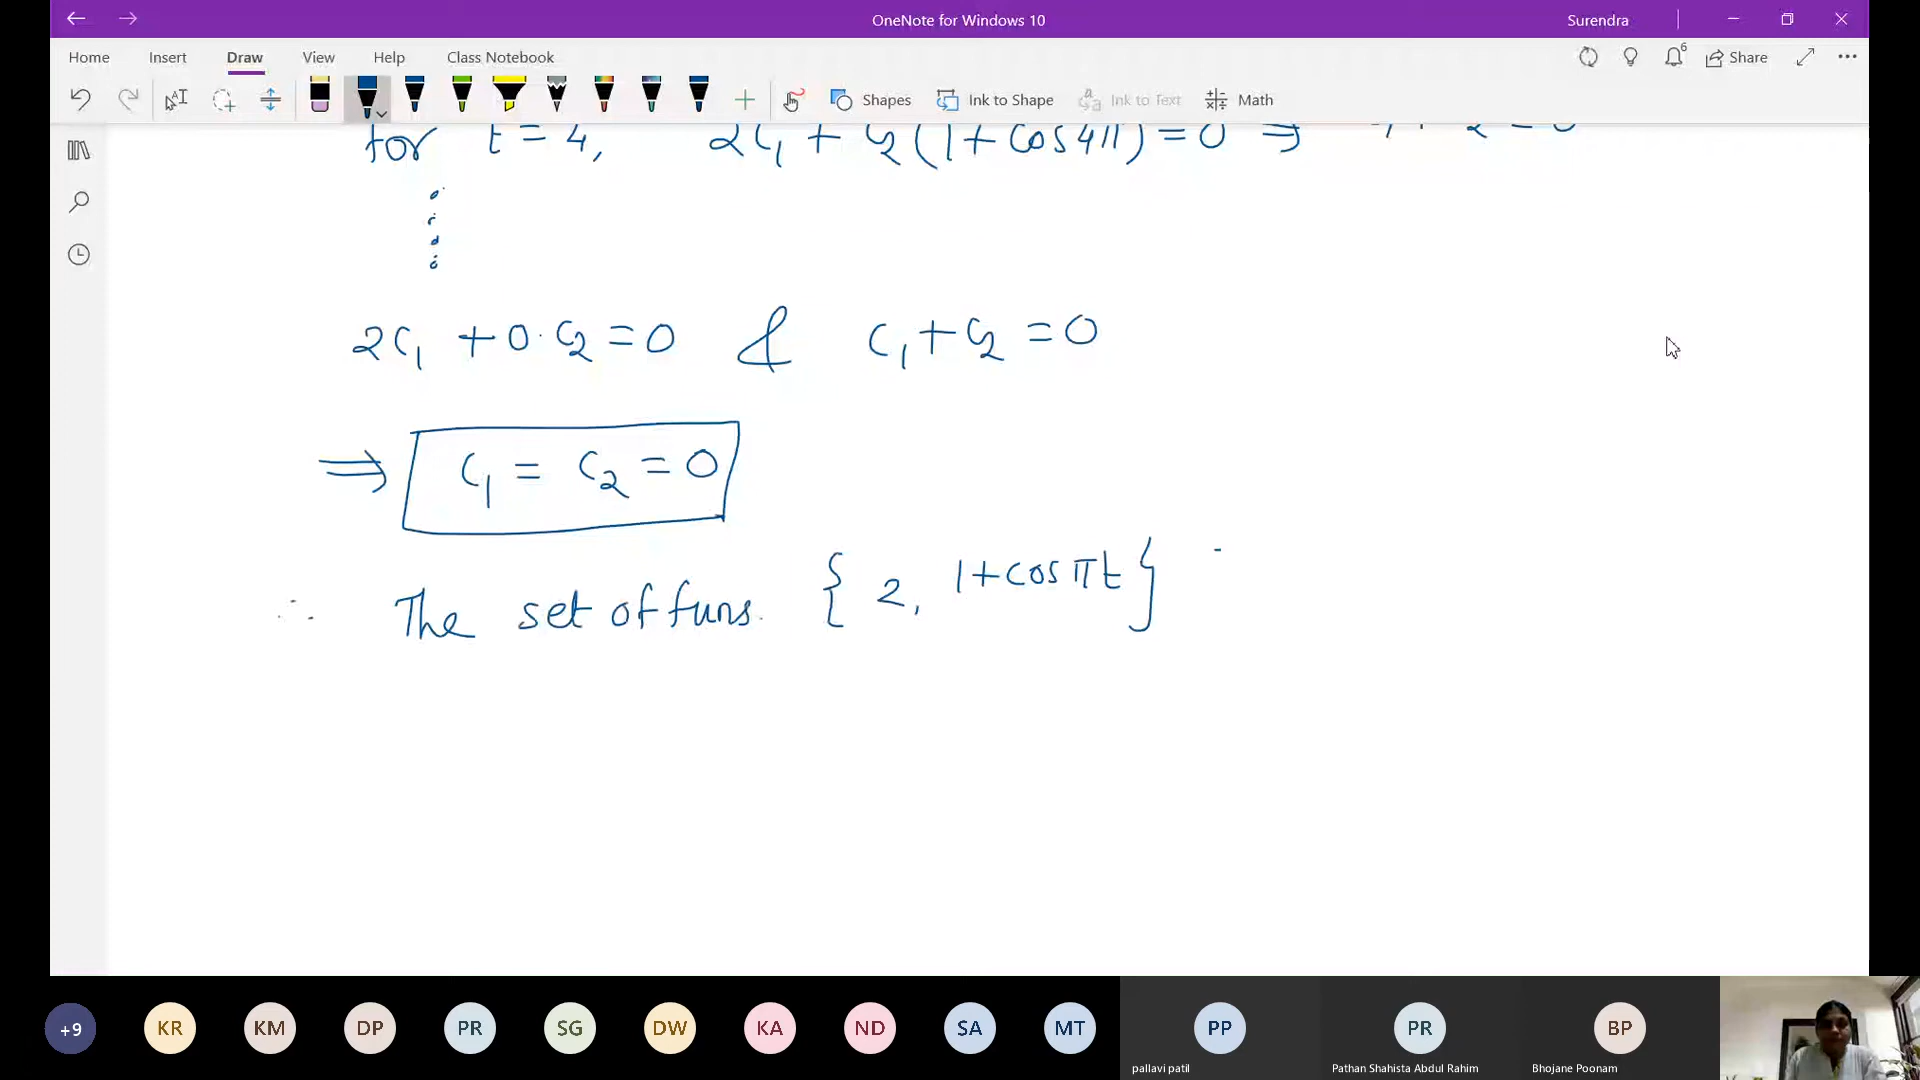 OneNote for Windows 10
Surendra
Home Insert Draw View Help Class Notebook
6
Share
Shapes Ink to Shape Ink to Text Math
for t = 4, 2C₁ + C₂(1+cos4π) = 0 ⇒
2C₁ + 0·C₂ = 0 & C₁ + C₂ = 0
⇒ C₁ = C₂ = 0
∴ The set of funs. { 2, 1+cosπt }
+9 KR KM DP PR SG DW KA ND SA MT PP PR BP
pallavi patil Pathan Shahista Abdul Rahim Bhojane Poonam